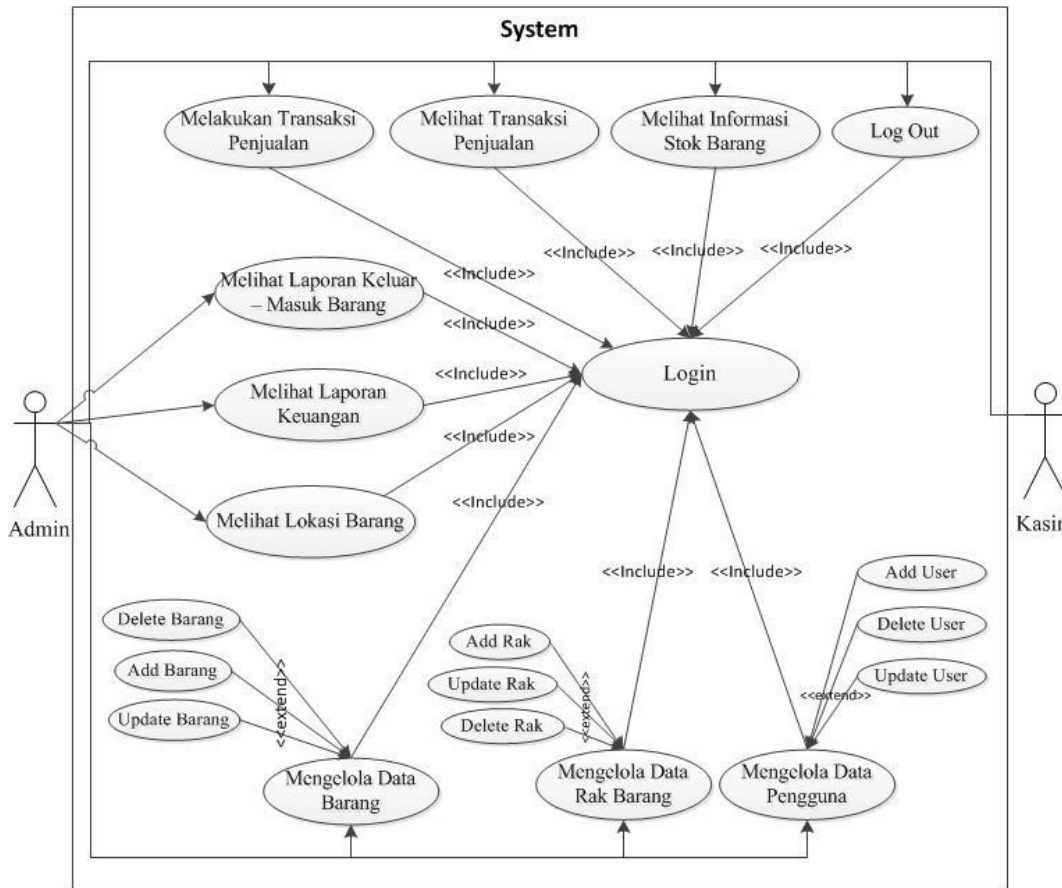 System
Melakukan Transaksi
Penjualan
Melihat Transaksi
Penjualan
Melihat Informasi
Stok Barang
Log Out
<<Include>>
<<Include>>
<<Include>>
<<Include>>
Melihat Laporan Keluar
– Masuk Barang
<<Include>>
Login
Melihat Laporan
Keuangan
<<Include>>
<<Include>>
Melihat Lokasi Barang
<<Include>>
Admin
Kasir
<<Include>>
<<Include>>
Add User
Delete User
Update User
<<extend>>
Delete Barang
Add Barang
Update Barang
<<extend>>
Add Rak
Update Rak
Delete Rak
<<extend>>
Mengelola Data
Barang
Mengelola Data
Rak Barang
Mengelola Data
Pengguna